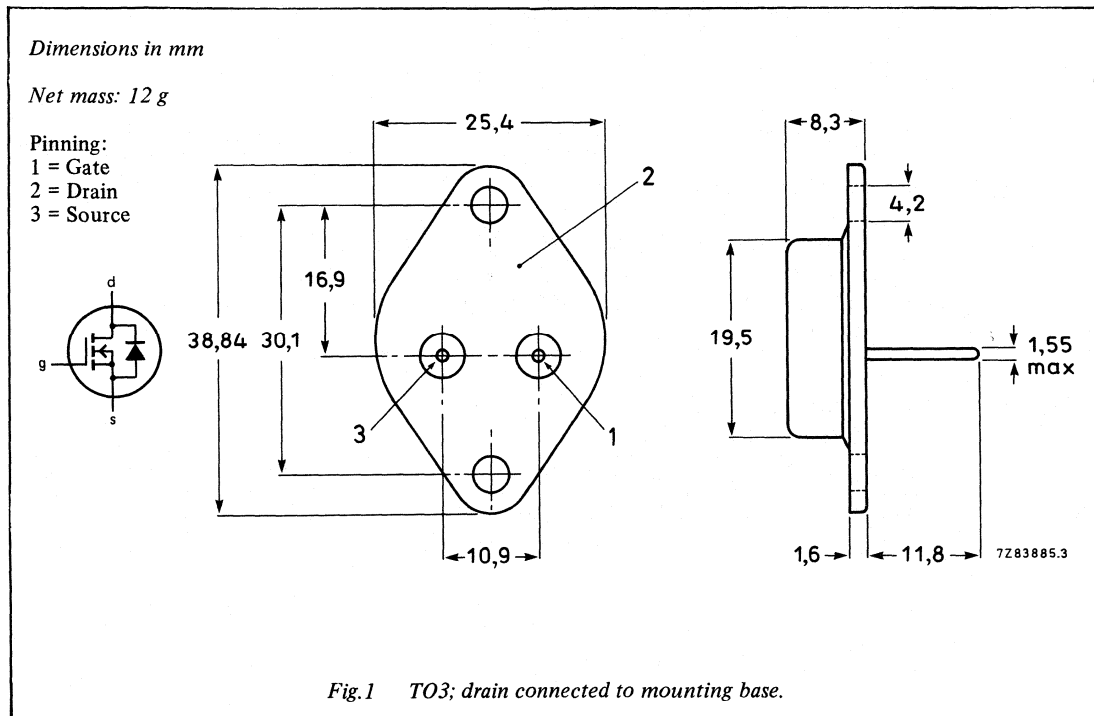 Dimensions in mm
Net mass: 12 g
Pinning:
1 = Gate
2 = Drain
3 = Source
d
g
s
25,4
2
38,84
30,1
16,9
3
1
10,9
8,3
4,2
19,5
1,55
max
1,6
11,8
7Z83885.3
Fig.1 TO3; drain connected to mounting base.